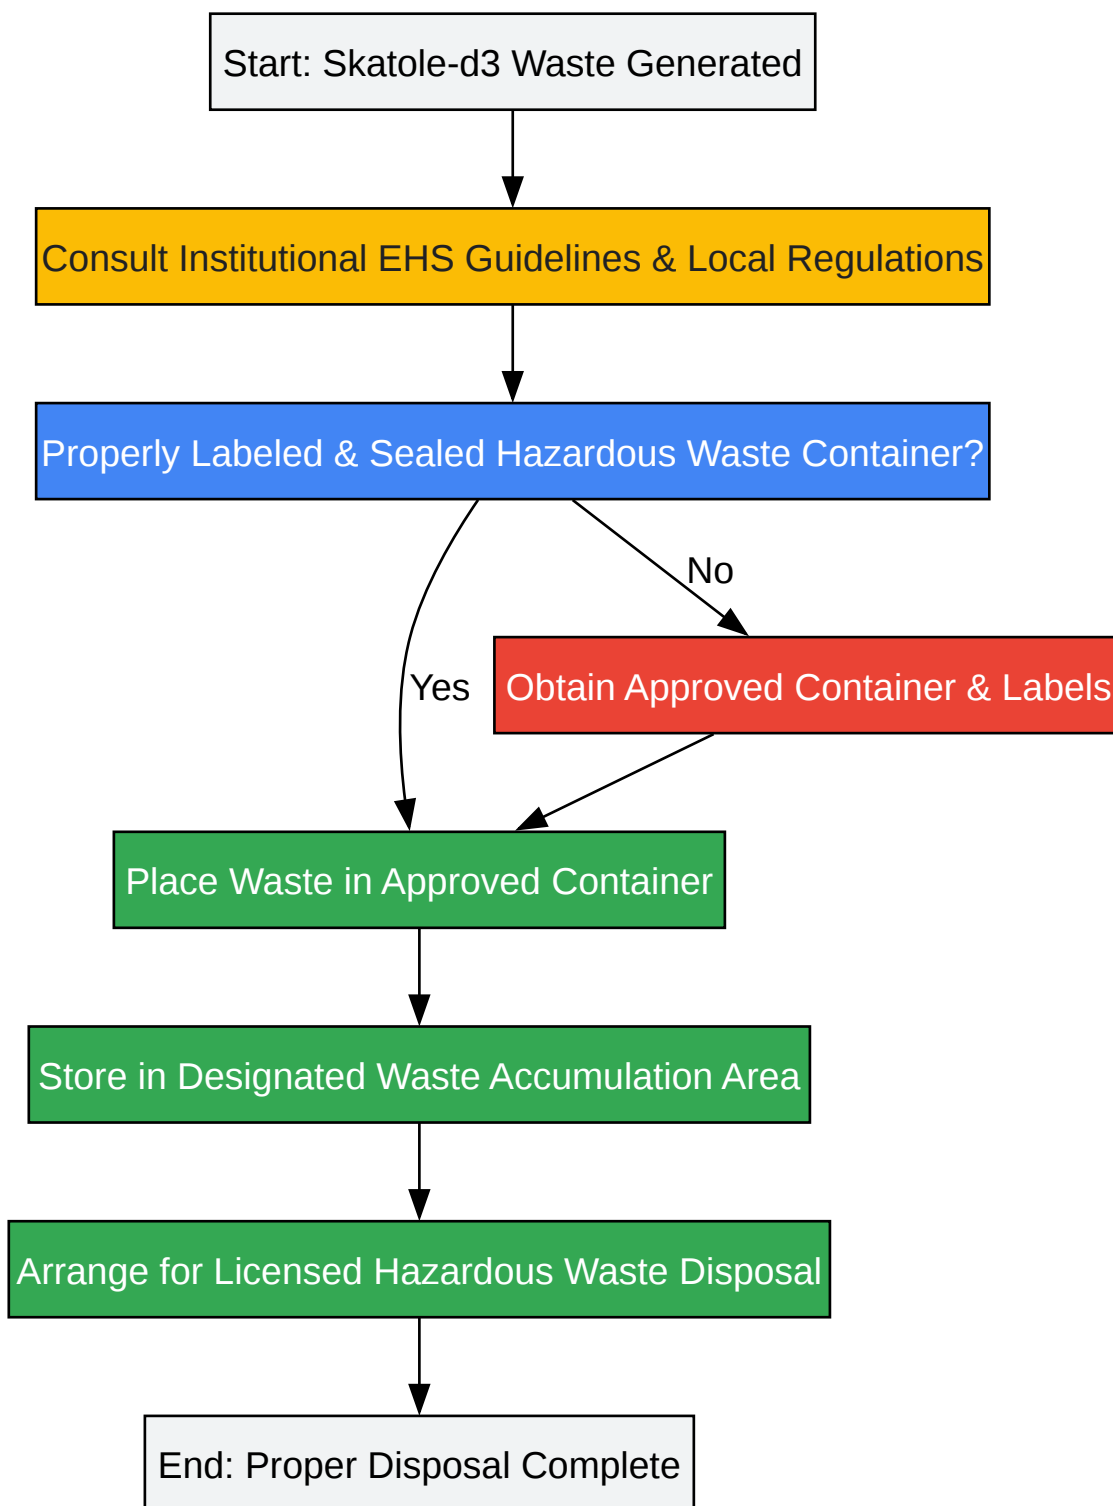 Start: Skatole-d3 Waste Generated
Consult Institutional EHS Guidelines & Local Regulations
Properly Labeled & Sealed Hazardous Waste Container?
No
Yes
Obtain Approved Container & Labels
Place Waste in Approved Container
Store in Designated Waste Accumulation Area
Arrange for Licensed Hazardous Waste Disposal
End: Proper Disposal Complete